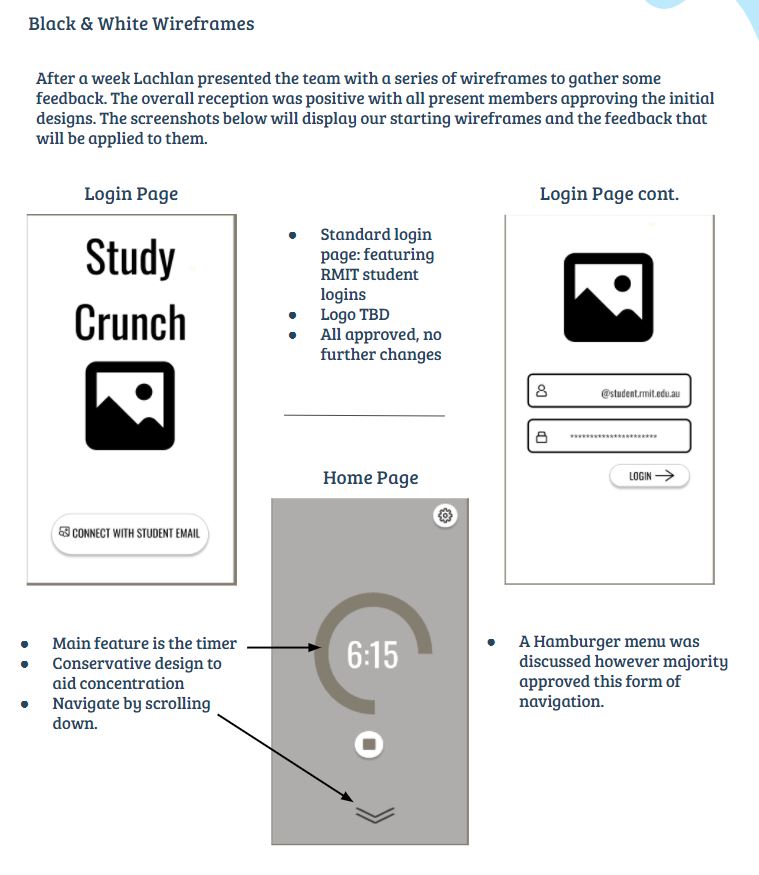 Black & White Wireframes
After a week Lachlan presented the team with a series of wireframes to gather some
feedback. The overall reception was positive with all present members approving the initial
designs. The screenshots below will display our starting wireframes and the feedback that
will be applied to them.
Login Page
Study
Crunch
CONNECT WITH STUDENT EMAIL
• Standard login
page: featuring
RMIT student
logins
• Logo TBD
• All approved, no
further changes
Login Page cont.
@student.rmit.edu.au
**********************
LOGIN
Home Page
6:15
• Main feature is the timer
• Conservative design to
aid concentration
• Navigate by scrolling
down.
• A Hamburger menu was
discussed however majority
approved this form of
navigation.